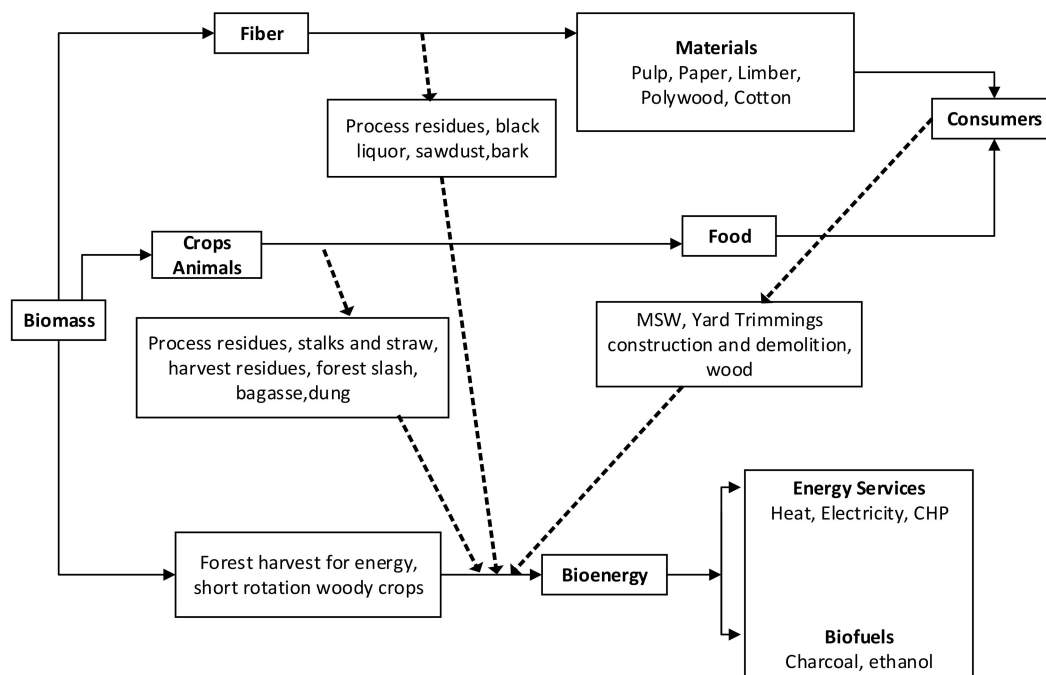 Fiber
Materials
Pulp, Paper, Limber,
Polywood, Cotton
Consumers
Process residues, black
liquor, sawdust,bark
Crops
Animals
Food
Biomass
Process residues, stalks and straw,
harvest residues, forest slash,
bagasse,dung
MSW, Yard Trimmings
construction and demolition,
wood
Forest harvest for energy,
short rotation woody crops
Bioenergy
Energy Services
Heat, Electricity, CHP
Biofuels
Charcoal, ethanol